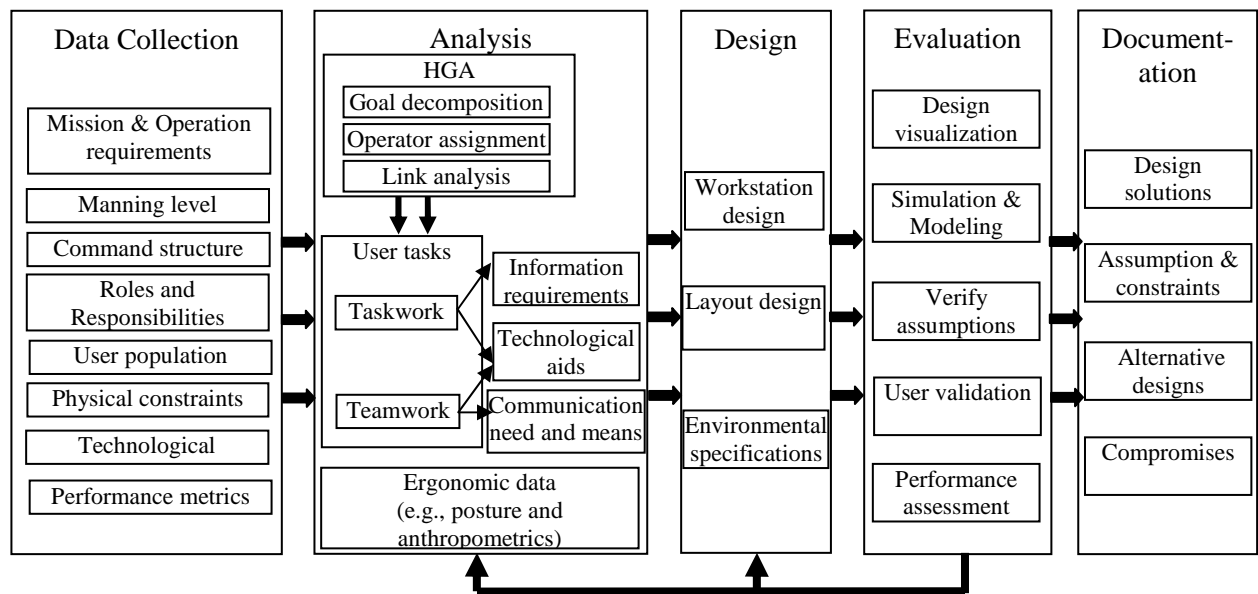 Data Collection
Mission & Operation
requirements
Manning level
Command structure
Roles and
Responsibilities
User population
Physical constraints
Technological
Performance metrics
Analysis
HGA
Goal decomposition
Operator assignment
Link analysis
User tasks
Taskwork
Teamwork
Information
requirements
Technological
aids
Communication
need and means
Ergonomic data
(e.g., posture and
anthropometrics)
Design
Workstation
design
Layout design
Environmental
specifications
Evaluation
Design
visualization
Simulation &
Modeling
Verify
assumptions
User validation
Performance
assessment
Document-
ation
Design
solutions
Assumption &
constraints
Alternative
designs
Compromises